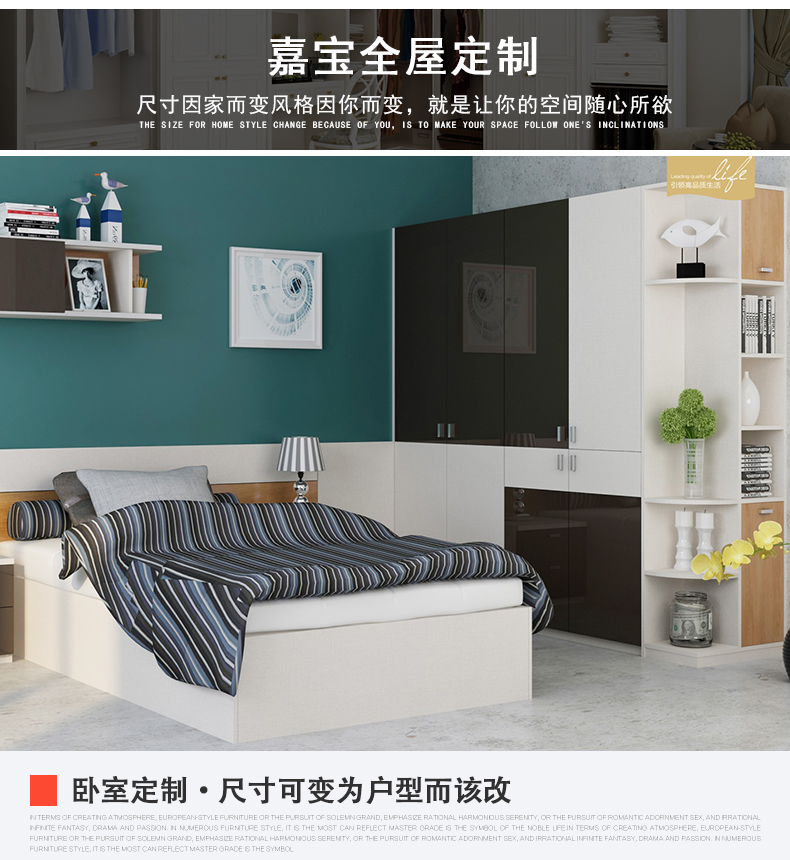 嘉宝全屋定制
尺寸因家而变风格因你而变，就是让你的空间随心所欲
THE SIZE FOR HOME STYLE CHANGE BECAUSE OF YOU, IS TO MAKE YOUR SPACE FOLLOW ONE'S INCLINATIONS
Leading quality of life
引领高品质生活
卧室定制·尺寸可变为户型而该改
IN TERMS OF CREATING ATMOSPHERE, EUROPEAN-STYLE FURNITURE OR THE PURSUIT OF SOLEMN GRAND, EMPHASIZE RATIONAL HARMONIOUS SERENITY, OR THE PURSUIT OF ROMANTIC ADORNMENT SEX, AND IRRATIONAL
INFINITE FANTASY, DRAMA AND PASSION. IN NUMEROUS FURNITURE STYLE, IT IS THE MOST CAN REFLECT MASTER GRADE IS THE SYMBOL OF THE NOBLE LIFE.IN TERMS OF CREATING ATMOSPHERE, EUROPEAN-STYLE
FURNITURE OR THE PURSUIT OF SOLEMN GRAND, EMPHASIZE RATIONAL HARMONIOUS SERENITY, OR THE PURSUIT OF ROMANTIC ADORNMENT SEX, AND IRRATIONAL INFINITE FANTASY, DRAMA AND PASSION. IN NUMEROUS
FURNITURE STYLE, IT IS THE MOST CAN REFLECT MASTER GRADE IS THE SYMBOL